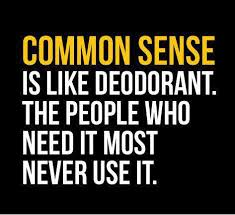 COMMON SENSE
IS LIKE DEODORANT.
THE PEOPLE WHO
NEED IT MOST
NEVER USE IT.